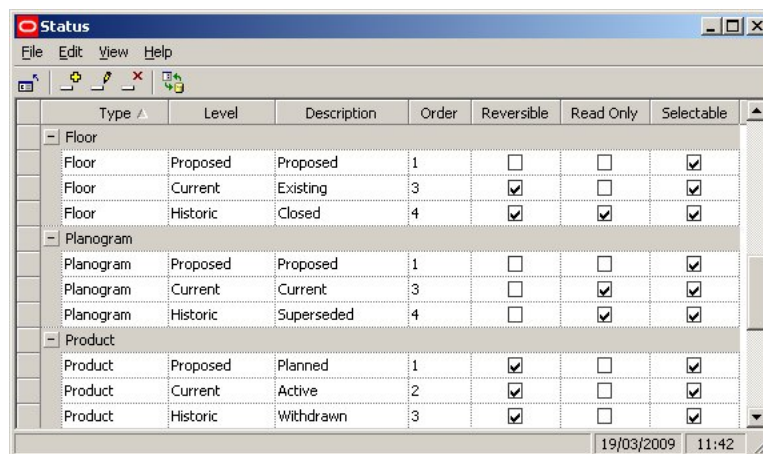 Status
File Edit View Help
Type Level Description Order Reversible Read Only Selectable
Floor
Floor Proposed Proposed 1
Floor Current Existing 3
Floor Historic Closed 4
Planogram
Planogram Proposed Proposed 1
Planogram Current Current 3
Planogram Historic Superseded 4
Product
Product Proposed Planned 1
Product Current Active 2
Product Historic Withdrawn 3
19/03/2009 11:42